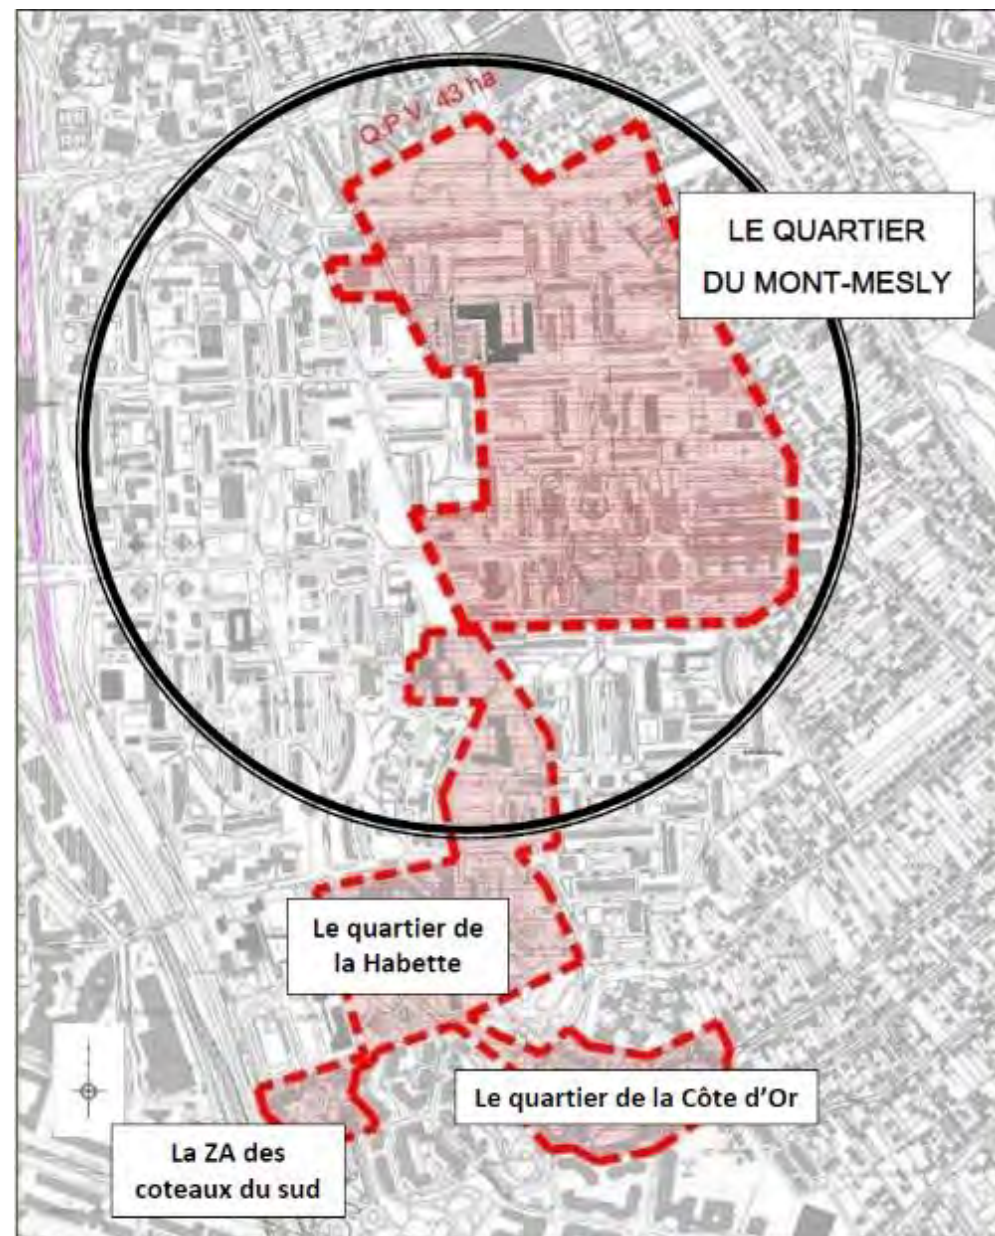 Q.P.V. 43 ha
LE QUARTIER
DU MONT-MESLY
Le quartier de
la Habette
Le quartier de la Côte d'Or
La ZA des
coteaux du sud